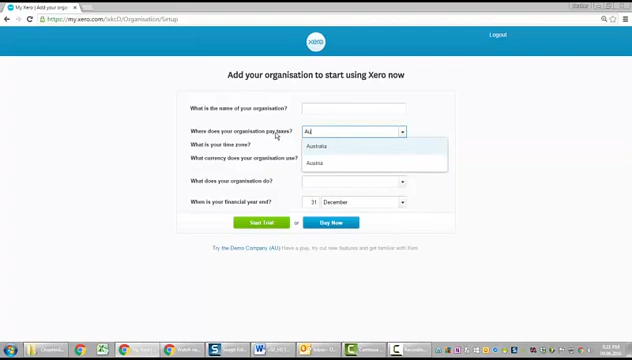 My Xero | Add Organisation
https://my.xero.com/!xkcD/Organisation/Setup
Logout
xero
Add your organisation to start using Xero now
What is the name of your organisation?
Where does your organisation pay taxes? Au
Australia
Austria
What is your time zone?
What currency does your organisation use?
What does your organisation do?
When is your financial year end? 31 December
Start Trial or Buy Now
Try the Demo Company (AU) Have a play, try out new features and get familiar with Xero